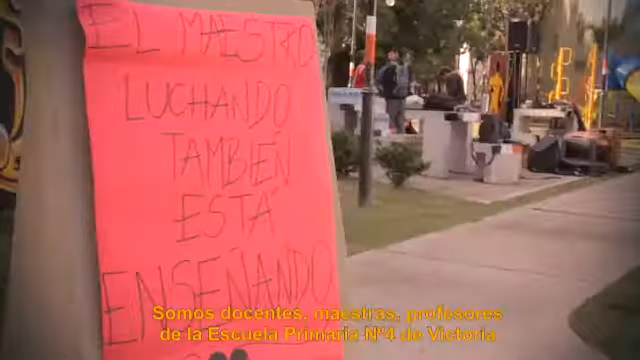 EL MAESTRO
LUCHANDO
TAMBIÉN
ESTÁ
ENSEÑANDO
Somos docentes, maestras, profesores
de la Escuela Primaria Nº4 de Victoria